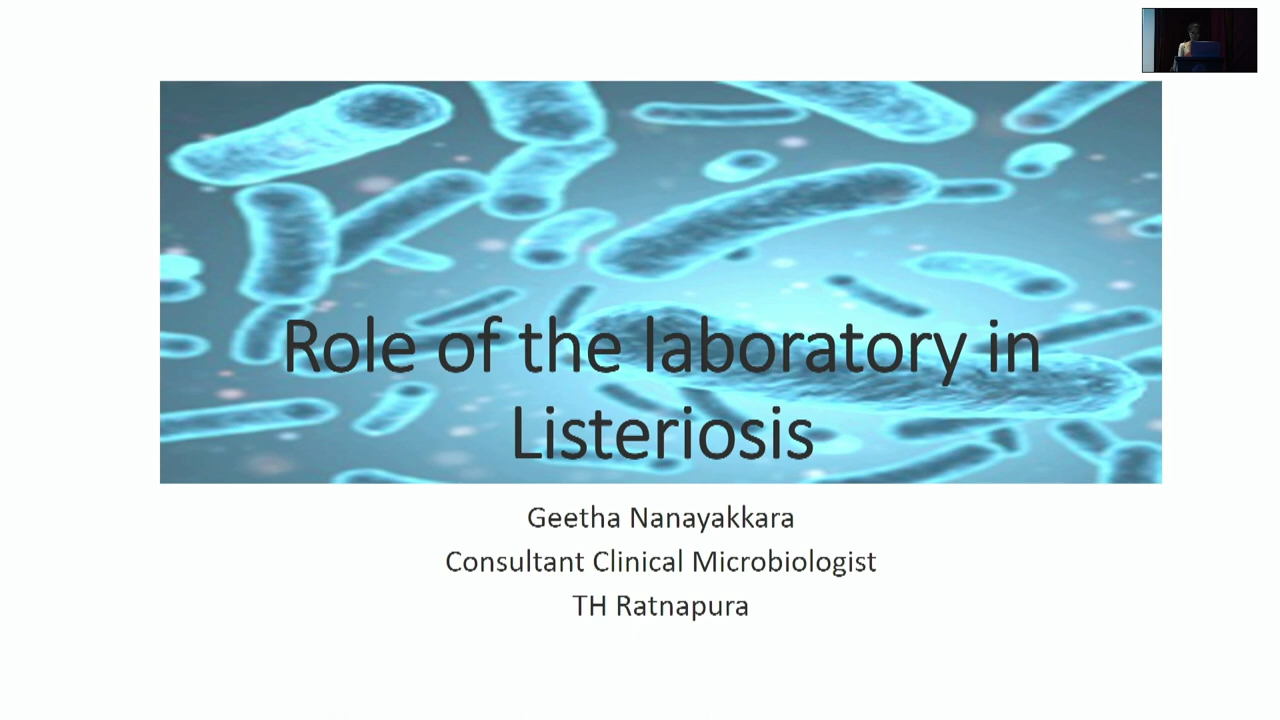 Role of the laboratory in
Listeriosis
Geetha Nanayakkara
Consultant Clinical Microbiologist
TH Ratnapura